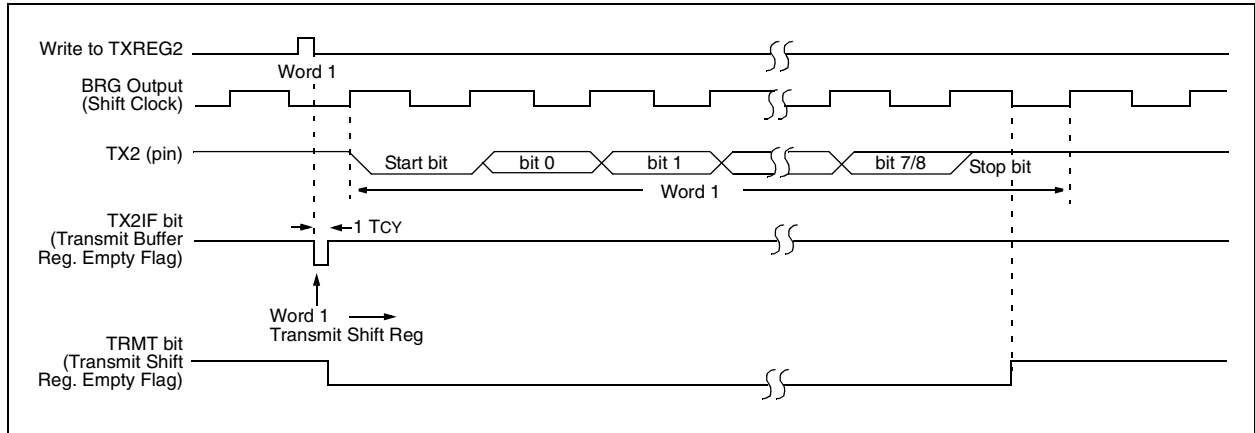 Write to TXREG2
Word 1
BRG Output
(Shift Clock)
TX2 (pin)
Start bit
bit 0
bit 1
bit 7/8
Stop bit
Word 1
TX2IF bit
(Transmit Buffer
Reg. Empty Flag)
1 TCY
Word 1
Transmit Shift Reg
TRMT bit
(Transmit Shift
Reg. Empty Flag)